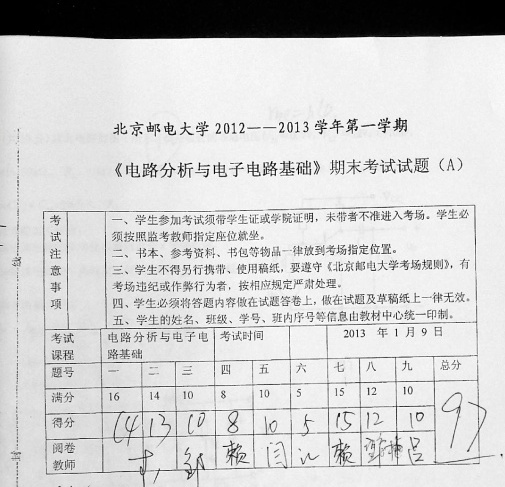 北京邮电大学2012——2013学年第一学期
《电路分析与电子电路基础》期末考试试题（A）
考试注意事项
一、学生参加考试须带学生证或学院证明，未带者不准进入考场。学生必
须按照监考教师指定座位就坐。
二、书本、参考资料、书包等物品一律放到考场指定位置。
三、学生不得另行携带、使用稿纸，要遵守《北京邮电大学考场规则》，有
考场违纪或作弊行为者，按相应规定严肃处理。
四、学生必须将答题内容做在试题答卷上，做在试题及草稿纸上一律无效。
五、学生的姓名、班级、学号、班内序号等信息由教材中心统一印制。
考试课程 电路分析与电子电路基础 考试时间 2013 年 1 月 9 日
题号 一 二 三 四 五 六 七 八 九 总分
满分 16 14 10 8 10 5 15 12 10
得分 14 13 10 8 10 5 15 12 10 97
阅卷教师 邹 赖 闫 赖 吕